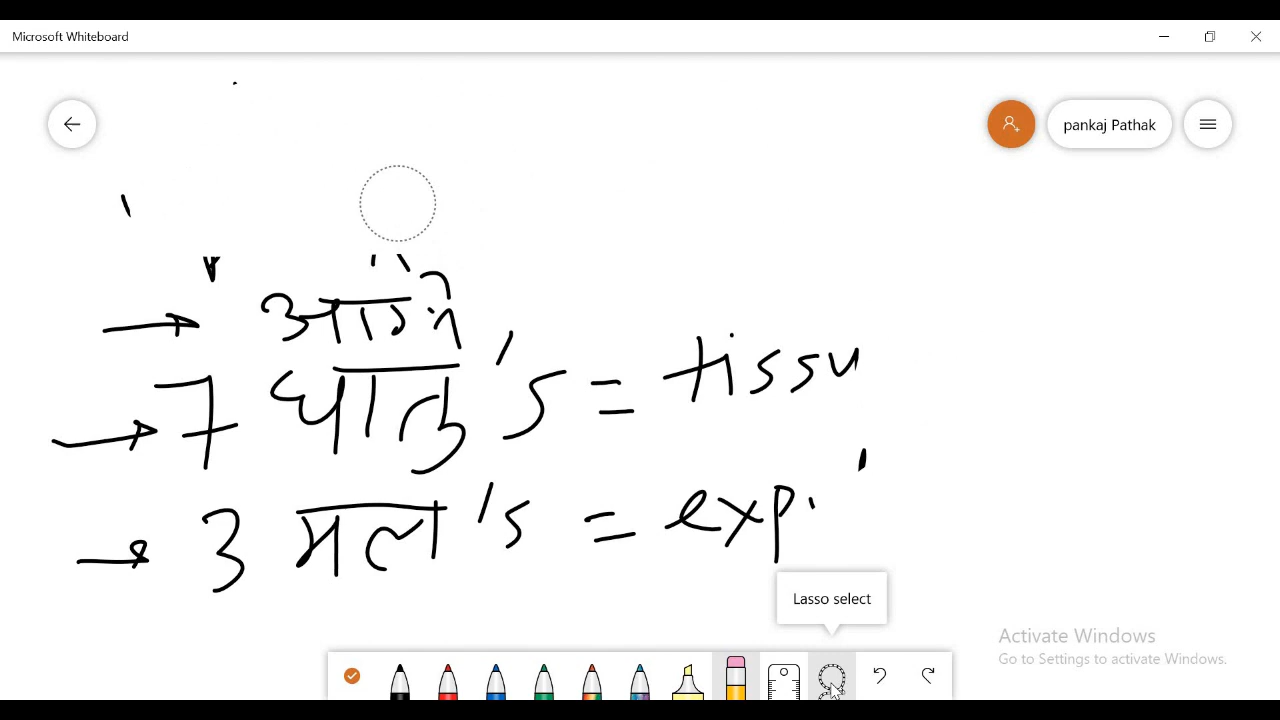 Microsoft Whiteboard
pankaj Pathak
→
→ 7 धातु's = tissu
→ 3 मल's = exp
Lasso select
Activate Windows
Go to Settings to activate Windows.